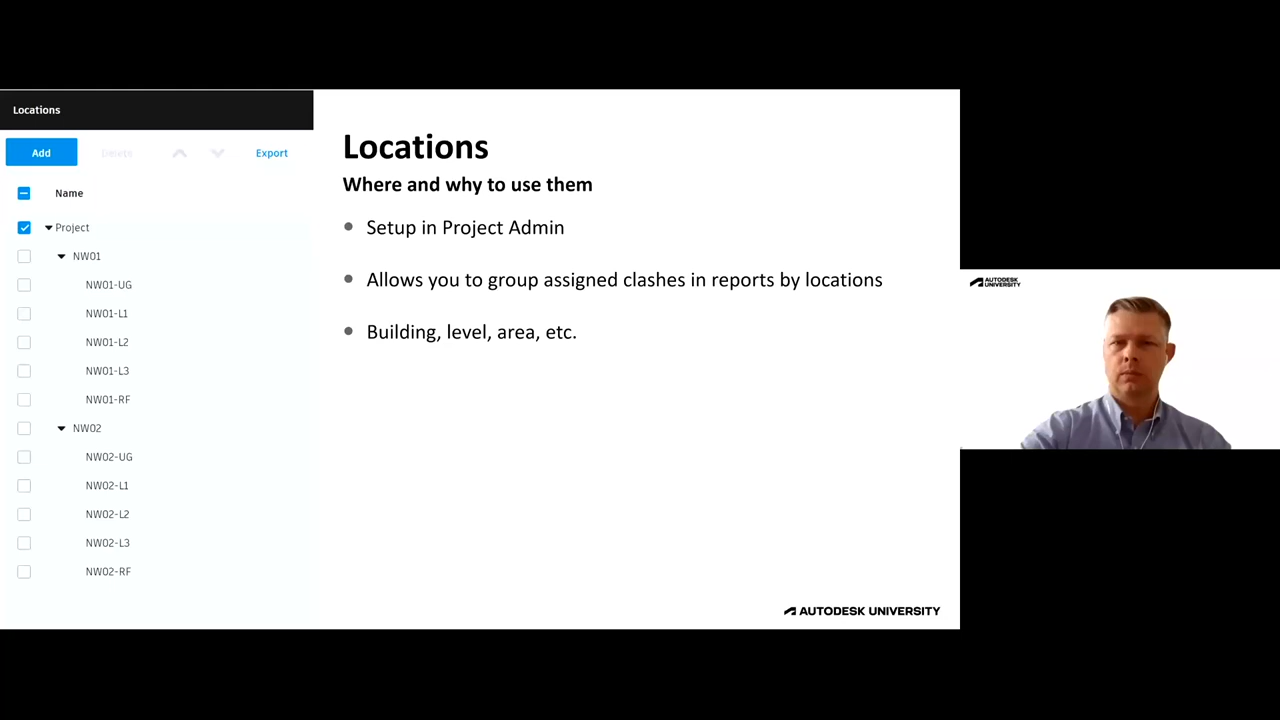 Locations
Add
Delete
Export
Name
Project
NW01
NW01-UG
NW01-L1
NW01-L2
NW01-L3
NW01-RF
NW02
NW02-UG
NW02-L1
NW02-L2
NW02-L3
NW02-RF
Locations
Where and why to use them
Setup in Project Admin
Allows you to group assigned clashes in reports by locations
Building, level, area, etc.
AUTODESK UNIVERSITY
AUTODESK
UNIVERSITY